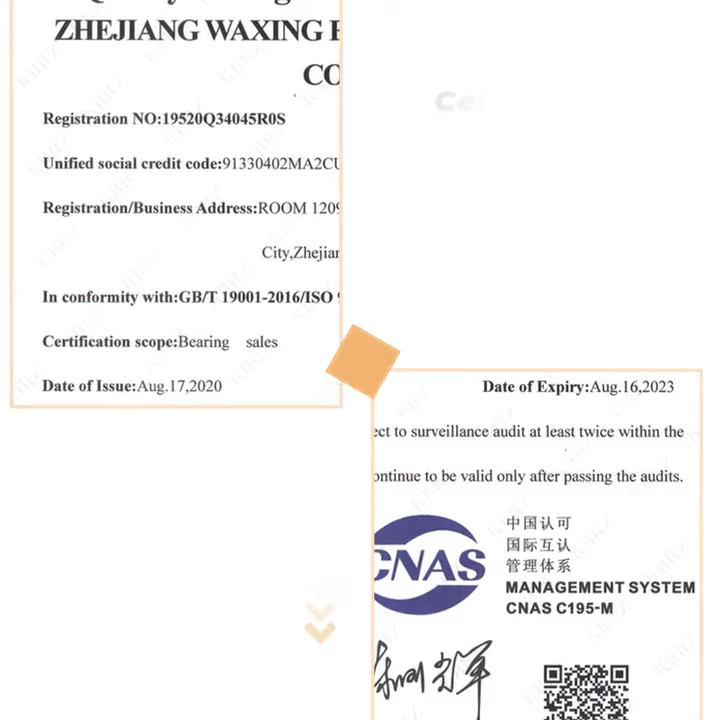 ZHEJIANG WAXING
CO
Registration NO:19520Q34045R0S
Unified social credit code:91330402MA2CU
Registration/Business Address:ROOM 1209
City,Zhejian
In conformity with:GB/T 19001-2016/ISO
Certification scope:Bearing sales
Date of Issue:Aug.17,2020
Date of Expiry:Aug.16,2023
ect to surveillance audit at least twice within the
ontinue to be valid only after passing the audits.
CNAS
中国认可
国际互认
管理体系
MANAGEMENT SYSTEM
CNAS C195-M